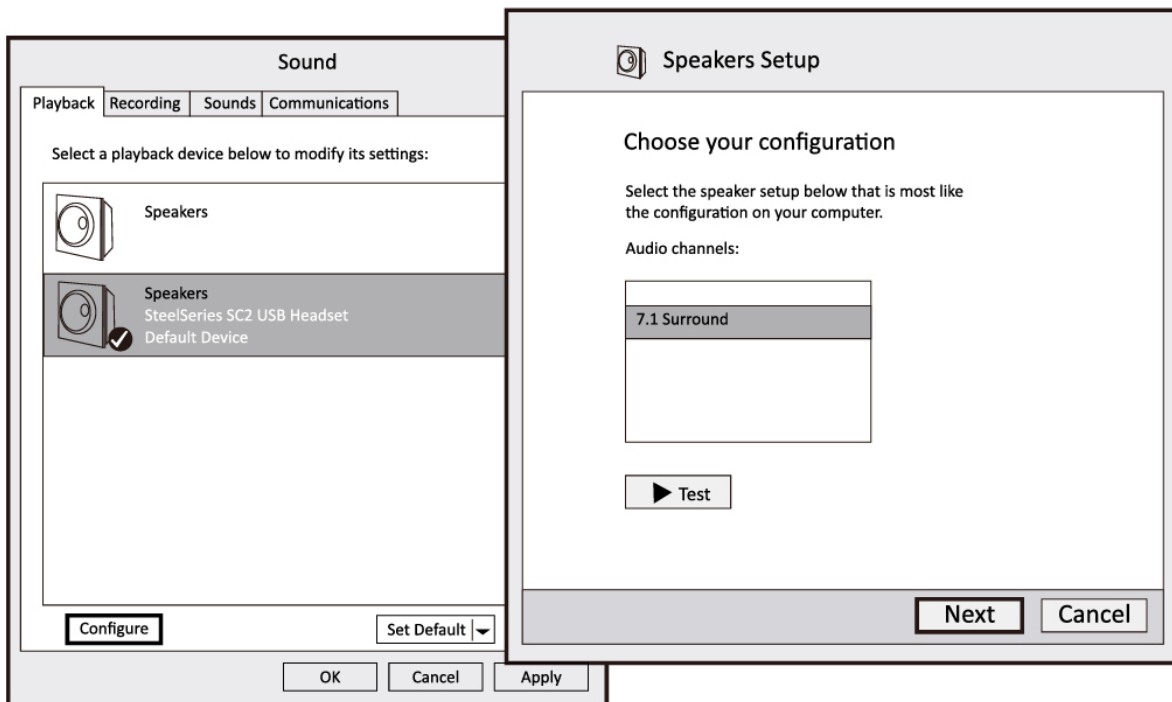 Sound
Playback
Recording
Sounds
Communications
Select a playback device below to modify its settings:
Speakers
Speakers
SteelSeries SC2 USB Headset
Default Device
Configure
Set Default
OK
Cancel
Apply
Speakers Setup
Choose your configuration
Select the speaker setup below that is most like
the configuration on your computer.
Audio channels:
7.1 Surround
Test
Next
Cancel